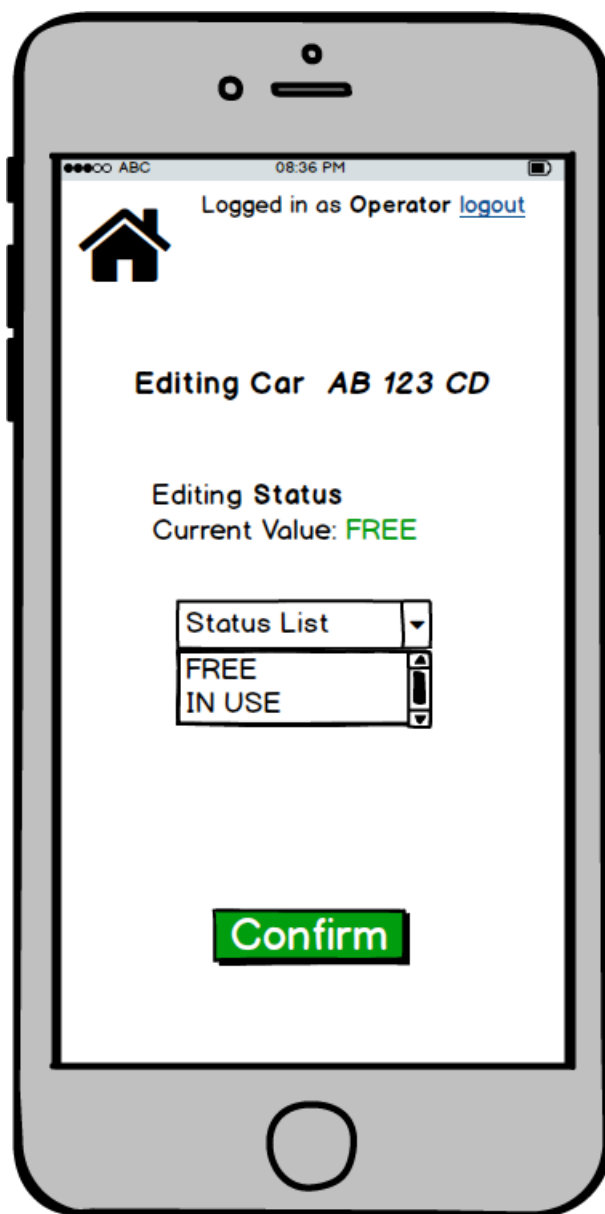 ABC 08:36 PM
Logged in as Operator logout
Editing Car AB 123 CD
Editing Status
Current Value: FREE
Status List
FREE
IN USE
Confirm